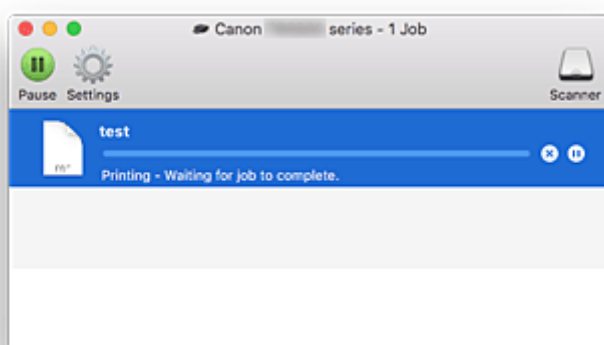 Canon series - 1 Job
Pause Settings Scanner
test
Printing - Waiting for job to complete.